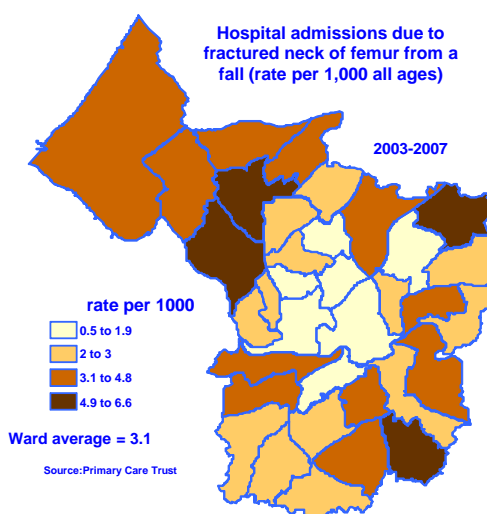 Hospital admissions due to
fractured neck of femur from a
fall (rate per 1,000 all ages)
2003-2007
rate per 1000
0.5 to 1.9
2 to 3
3.1 to 4.8
4.9 to 6.6
Ward average = 3.1
Source:Primary Care Trust